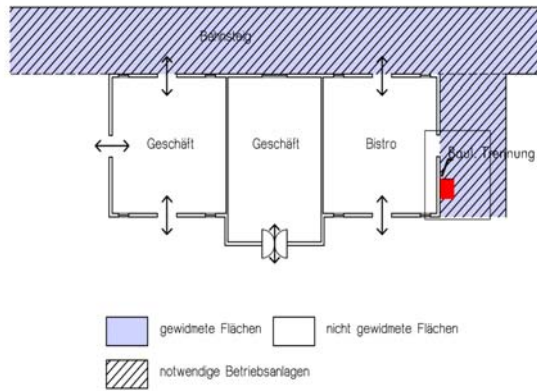 Bahnsteig
Geschäft Geschäft Bistro
Baul. Trennung
gewidmete Flächen nicht gewidmete Flächen
notwendige Betriebsanlagen